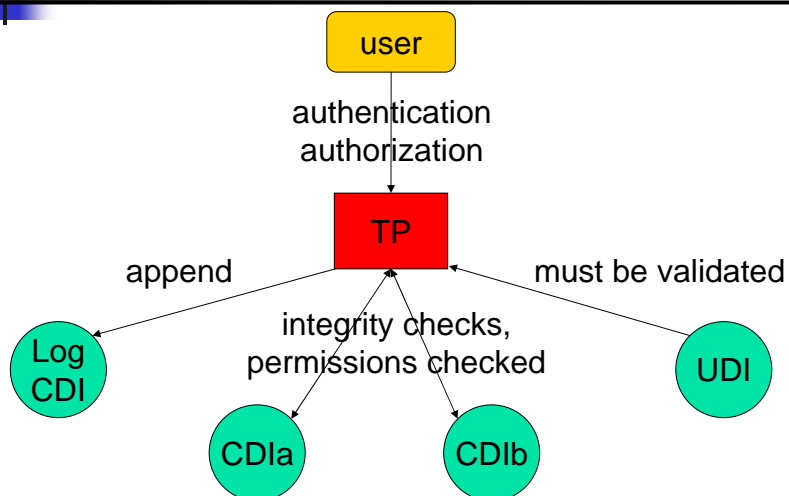 user
authentication
authorization
TP
append
must be validated
integrity checks,
permissions checked
Log
CDI
UDI
CDIa
CDIb